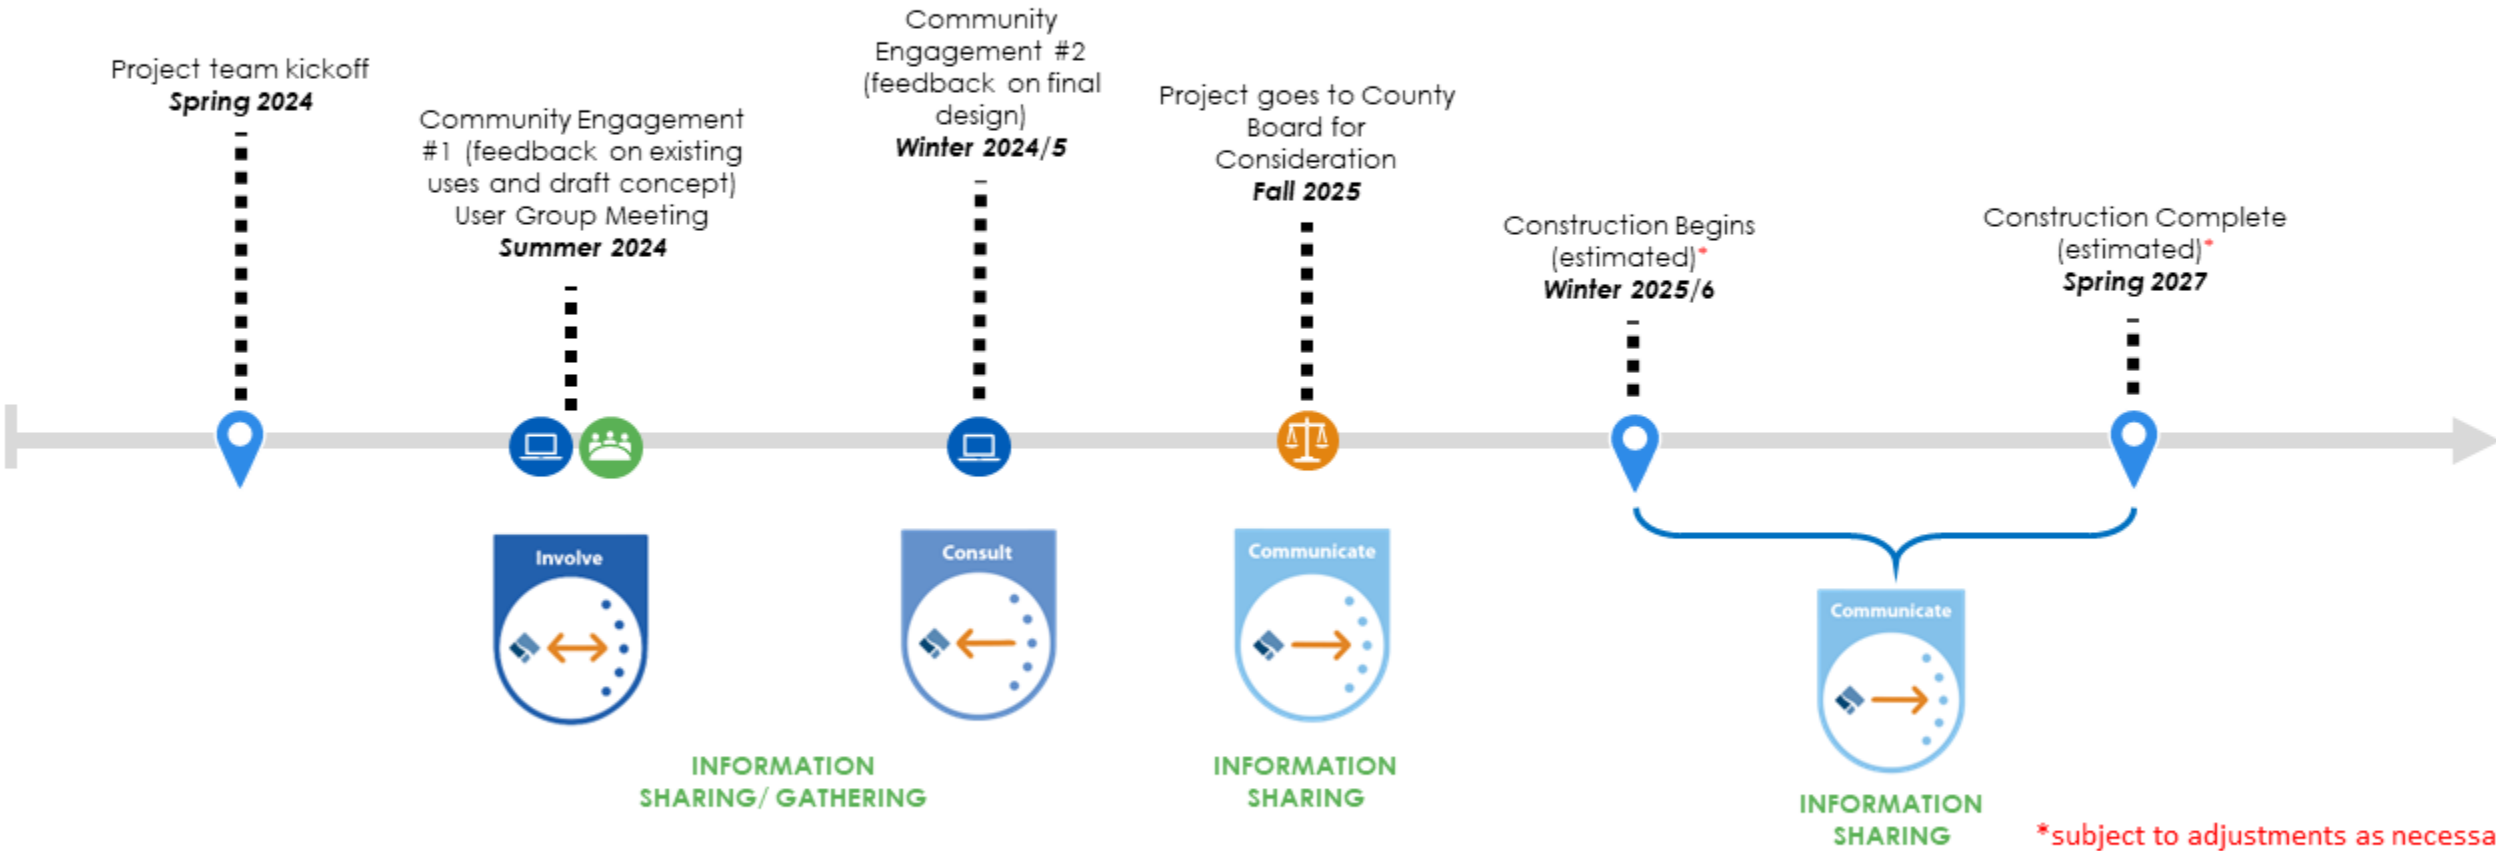 Project team kickoff
Spring 2024
Community Engagement
#1 (feedback on existing
uses and draft concept)
User Group Meeting
Summer 2024
Community
Engagement #2
(feedback on final
design)
Winter 2024/5
Project goes to County
Board for
Consideration
Fall 2025
Construction Begins
(estimated)*
Winter 2025/6
Construction Complete
(estimated)*
Spring 2027
Involve
Consult
Communicate
Communicate
INFORMATION
SHARING/ GATHERING
INFORMATION
SHARING
INFORMATION
SHARING
*subject to adjustments as necessa